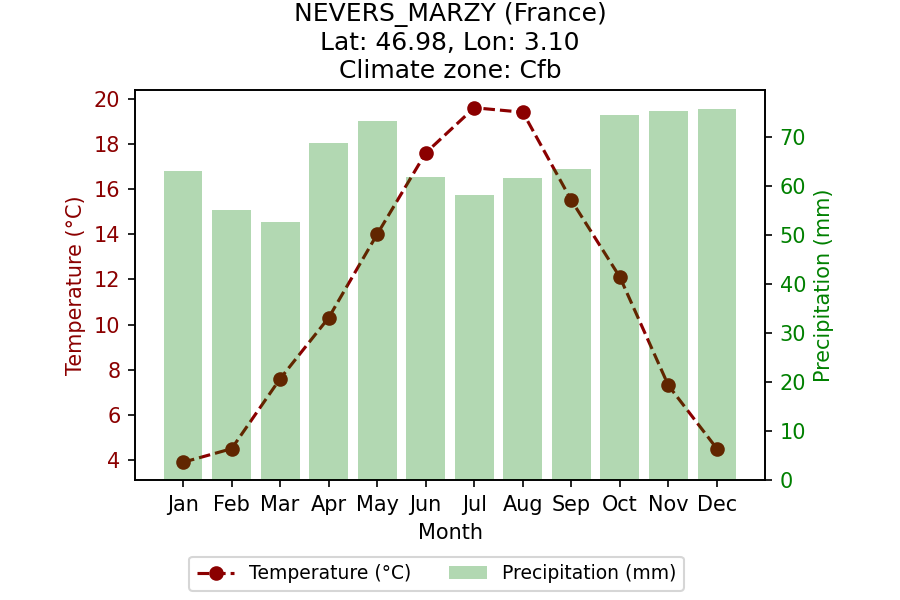 NEVERS_MARZY (France)
Lat: 46.98, Lon: 3.10
Climate zone: Cfb
Temperature (°C)
20
18
16
14
12
10
8
6
4
Precipitation (mm)
70
60
50
40
30
20
10
0
Jan Feb Mar Apr May Jun Jul Aug Sep Oct Nov Dec
Month
Temperature (°C) Precipitation (mm)